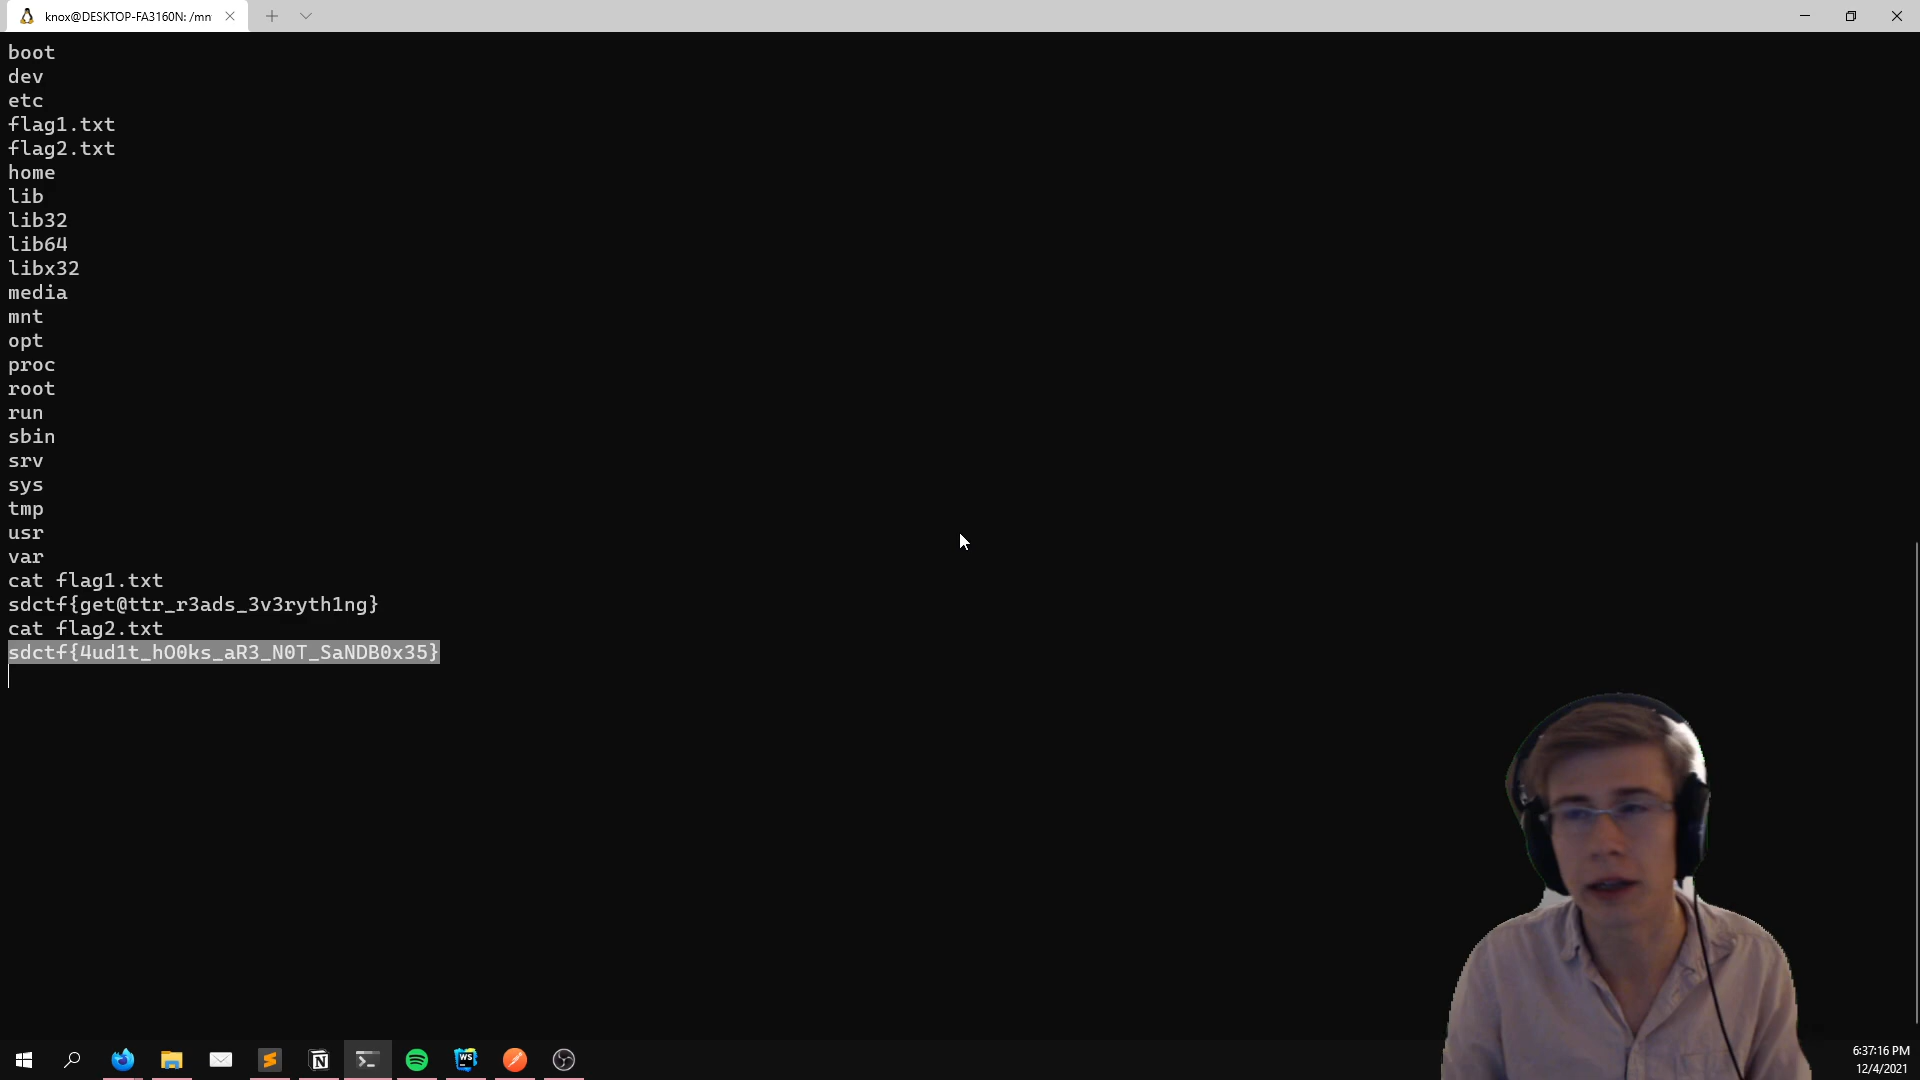 knox@DESKTOP-FA3160N: /mn
boot
dev
etc
flag1.txt
flag2.txt
home
lib
lib32
lib64
libx32
media
mnt
opt
proc
root
run
sbin
srv
sys
tmp
usr
var
cat flag1.txt
sdctf{get@ttr_r3ads_3v3ryth1ng}
cat flag2.txt
sdctf{4ud1t_hO0ks_aR3_N0T_SaNDB0x35}
WS
6:37:16 PM
12/4/2021